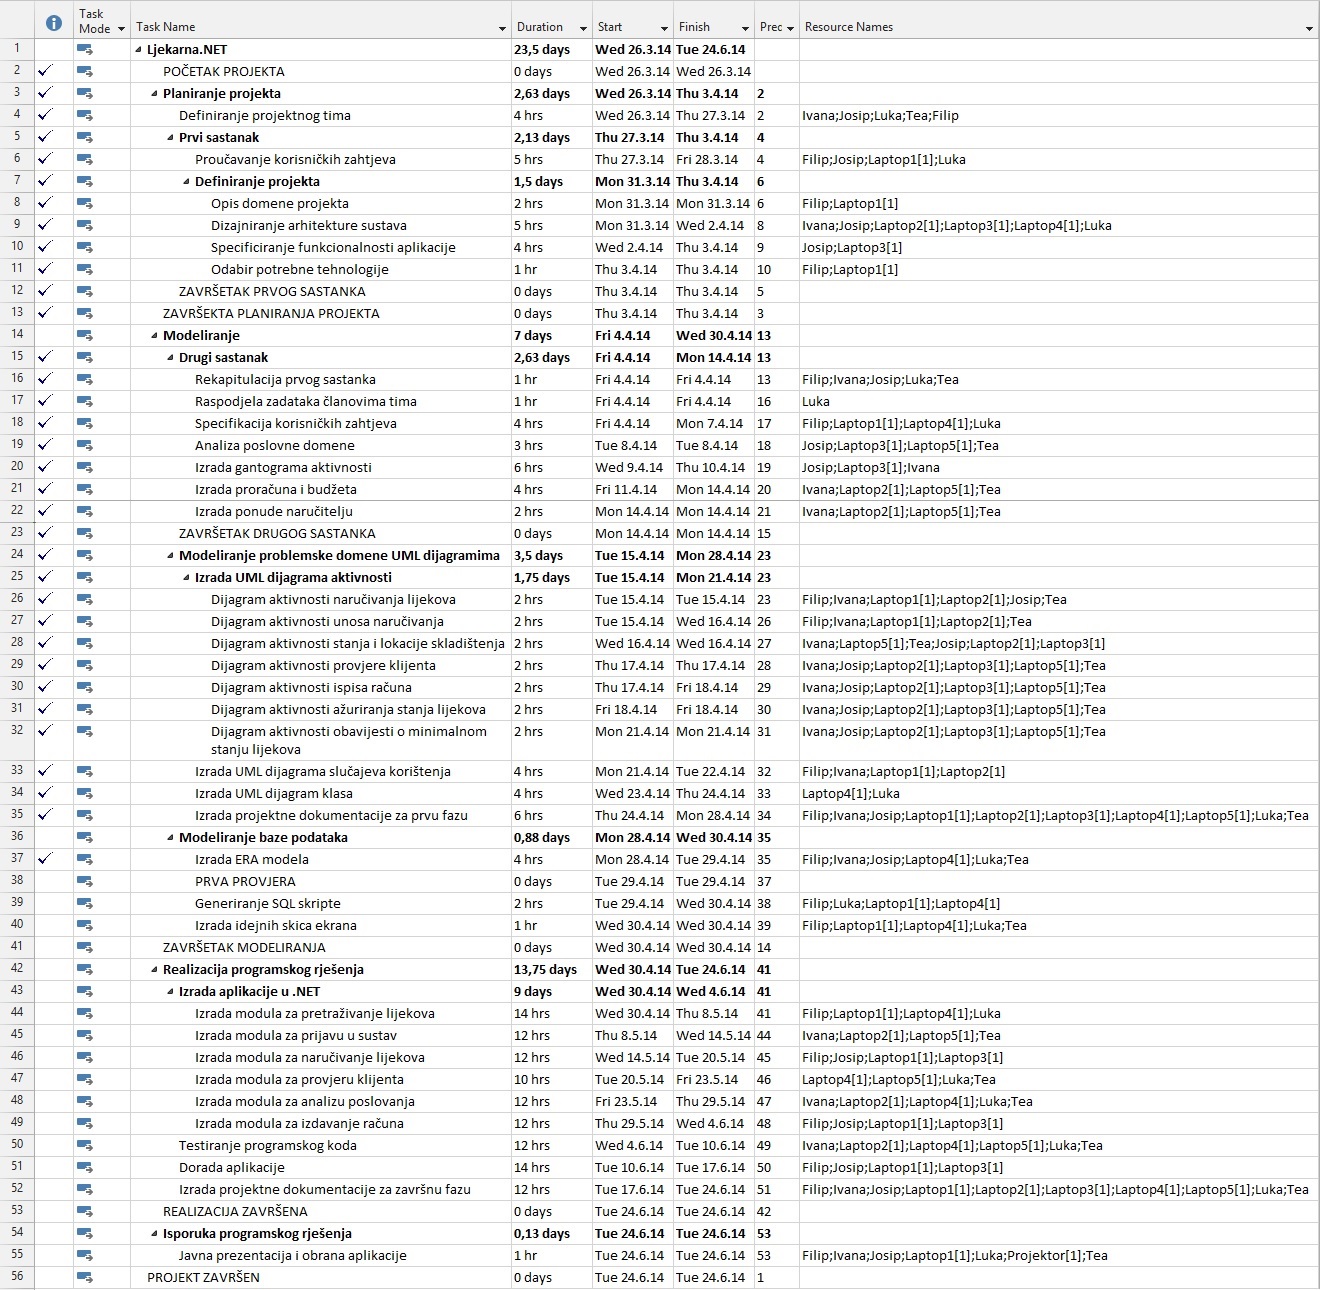 Task Mode Task Name Duration Start Finish Prec Resource Names
1 Ljekarna.NET 23,5 days Wed 26.3.14 Tue 24.6.14
2 POČETAK PROJEKTA 0 days Wed 26.3.14 Wed 26.3.14
3 Planiranje projekta 2,63 days Wed 26.3.14 Thu 3.4.14 2
4 Definiranje projektnog tima 4 hrs Wed 26.3.14 Thu 27.3.14 2 Ivana;Josip;Luka;Tea;Filip
5 Prvi sastanak 2,13 days Thu 27.3.14 Thu 3.4.14 4
6 Proučavanje korisničkih zahtjeva 5 hrs Thu 27.3.14 Fri 28.3.14 4 Filip;Josip;Laptop1[1];Luka
7 Definiranje projekta 1,5 days Mon 31.3.14 Thu 3.4.14 6
8 Opis domene projekta 2 hrs Mon 31.3.14 Mon 31.3.14 6 Filip;Laptop1[1]
9 Dizajniranje arhitekture sustava 5 hrs Mon 31.3.14 Wed 2.4.14 8 Ivana;Josip;Laptop2[1];Laptop3[1];Laptop4[1];Luka
10 Specificiranje funkcionalnosti aplikacije 4 hrs Wed 2.4.14 Thu 3.4.14 9 Josip;Laptop3[1]
11 Odabir potrebne tehnologije 1 hr Thu 3.4.14 Thu 3.4.14 10 Filip;Laptop1[1]
12 ZAVRŠETAK PRVOG SASTANKA 0 days Thu 3.4.14 Thu 3.4.14 5
13 ZAVRŠEKTA PLANIRANJA PROJEKTA 0 days Thu 3.4.14 Thu 3.4.14 3
14 Modeliranje 7 days Fri 4.4.14 Wed 30.4.14 13
15 Drugi sastanak 2,63 days Fri 4.4.14 Mon 14.4.14 13
16 Rekapitulacija prvog sastanka 1 hr Fri 4.4.14 Fri 4.4.14 13 Filip;Ivana;Josip;Luka;Tea
17 Raspodjela zadataka članovima tima 1 hr Fri 4.4.14 Fri 4.4.14 16 Luka
18 Specifikacija korisničkih zahtjeva 4 hrs Fri 4.4.14 Mon 7.4.14 17 Filip;Laptop1[1];Laptop4[1];Luka
19 Analiza poslovne domene 3 hrs Tue 8.4.14 Tue 8.4.14 18 Josip;Laptop3[1];Laptop5[1];Tea
20 Izrada gantograma aktivnosti 6 hrs Wed 9.4.14 Thu 10.4.14 19 Josip;Laptop3[1];Ivana
21 Izrada proračuna i budžeta 4 hrs Fri 11.4.14 Mon 14.4.14 20 Ivana;Laptop2[1];Laptop5[1];Tea
22 Izrada ponude naručitelju 2 hrs Mon 14.4.14 Mon 14.4.14 21 Ivana;Laptop2[1];Laptop5[1];Tea
23 ZAVRŠETAK DRUGOG SASTANKA 0 days Mon 14.4.14 Mon 14.4.14 15
24 Modeliranje problemske domene UML dijagramima 3,5 days Tue 15.4.14 Mon 28.4.14 23
25 Izrada UML dijagrama aktivnosti 1,75 days Tue 15.4.14 Mon 21.4.14 23
26 Dijagram aktivnosti naručivanja lijekova 2 hrs Tue 15.4.14 Tue 15.4.14 23 Filip;Ivana;Laptop1[1];Laptop2[1];Josip;Tea
27 Dijagram aktivnosti unosa naručivanja 2 hrs Tue 15.4.14 Wed 16.4.14 26 Filip;Ivana;Laptop1[1];Laptop2[1];Tea
28 Dijagram aktivnosti stanja i lokacije skladištenja 2 hrs Wed 16.4.14 Wed 16.4.14 27 Ivana;Laptop5[1];Tea;Josip;Laptop2[1];Laptop3[1]
29 Dijagram aktivnosti provjere klijenta 2 hrs Thu 17.4.14 Thu 17.4.14 28 Ivana;Josip;Laptop2[1];Laptop3[1];Laptop5[1];Tea
30 Dijagram aktivnosti ispisa računa 2 hrs Thu 17.4.14 Fri 18.4.14 29 Ivana;Josip;Laptop2[1];Laptop3[1];Laptop5[1];Tea
31 Dijagram aktivnosti ažuriranja stanja lijekova 2 hrs Fri 18.4.14 Fri 18.4.14 30 Ivana;Josip;Laptop2[1];Laptop3[1];Laptop5[1];Tea
32 Dijagram aktivnosti obavijesti o minimalnom 2 hrs Mon 21.4.14 Mon 21.4.14 31 Ivana;Josip;Laptop2[1];Laptop3[1];Laptop5[1];Tea
stanju lijekova
33 Izrada UML dijagrama slučajeva korištenja 4 hrs Mon 21.4.14 Tue 22.4.14 32 Filip;Ivana;Laptop1[1];Laptop2[1]
34 Izrada UML dijagram klasa 4 hrs Wed 23.4.14 Thu 24.4.14 33 Laptop4[1];Luka
35 Izrada projektne dokumentacije za prvu fazu 6 hrs Thu 24.4.14 Mon 28.4.14 34 Filip;Ivana;Josip;Laptop1[1];Laptop2[1];Laptop3[1];Laptop4[1];Laptop5[1];Luka;Tea
36 Modeliranje baze podataka 0,88 days Mon 28.4.14 Wed 30.4.14 35
37 Izrada ERA modela 4 hrs Mon 28.4.14 Tue 29.4.14 35 Filip;Ivana;Josip;Laptop4[1];Luka;Tea
38 PRVA PROVJERA 0 days Tue 29.4.14 Tue 29.4.14 37
39 Generiranje SQL skripte 2 hrs Tue 29.4.14 Wed 30.4.14 38 Filip;Luka;Laptop1[1];Laptop4[1]
40 Izrada idejnih skica ekrana 1 hr Wed 30.4.14 Wed 30.4.14 39 Filip;Laptop1[1];Laptop4[1];Luka;Tea
41 ZAVRŠETAK MODELIRANJA 0 days Wed 30.4.14 Wed 30.4.14 14
42 Realizacija programskog rješenja 13,75 days Wed 30.4.14 Tue 24.6.14 41
43 Izrada aplikacije u .NET 9 days Wed 30.4.14 Wed 4.6.14 41
44 Izrada modula za pretraživanje lijekova 14 hrs Wed 30.4.14 Thu 8.5.14 41 Filip;Laptop1[1];Laptop4[1];Luka
45 Izrada modula za prijavu u sustav 12 hrs Thu 8.5.14 Wed 14.5.14 44 Ivana;Laptop2[1];Laptop5[1];Tea
46 Izrada modula za naručivanje lijekova 12 hrs Wed 14.5.14 Tue 20.5.14 45 Filip;Josip;Laptop1[1];Laptop3[1]
47 Izrada modula za provjeru klijenta 10 hrs Tue 20.5.14 Fri 23.5.14 46 Laptop4[1];Laptop5[1];Luka;Tea
48 Izrada modula za analizu poslovanja 12 hrs Fri 23.5.14 Thu 29.5.14 47 Ivana;Laptop2[1];Laptop4[1];Luka;Tea
49 Izrada modula za izdavanje računa 12 hrs Thu 29.5.14 Wed 4.6.14 48 Filip;Josip;Laptop1[1];Laptop3[1]
50 Testiranje programskog koda 12 hrs Wed 4.6.14 Tue 10.6.14 49 Ivana;Laptop2[1];Laptop4[1];Laptop5[1];Luka;Tea
51 Dorada aplikacije 14 hrs Tue 10.6.14 Tue 17.6.14 50 Filip;Josip;Laptop1[1];Laptop3[1]
52 Izrada projektne dokumentacije za završnu fazu 12 hrs Tue 17.6.14 Tue 24.6.14 51 Filip;Ivana;Josip;Laptop1[1];Laptop2[1];Laptop3[1];Laptop4[1];Laptop5[1];Luka;Tea
53 REALIZACIJA ZAVRŠENA 0 days Tue 24.6.14 Tue 24.6.14 42
54 Isporuka programskog rješenja 0,13 days Tue 24.6.14 Tue 24.6.14 53
55 Javna prezentacija i obrana aplikacije 1 hr Tue 24.6.14 Tue 24.6.14 53 Filip;Ivana;Josip;Laptop1[1];Luka;Projektor[1];Tea
56 PROJEKT ZAVRŠEN 0 days Tue 24.6.14 Tue 24.6.14 1